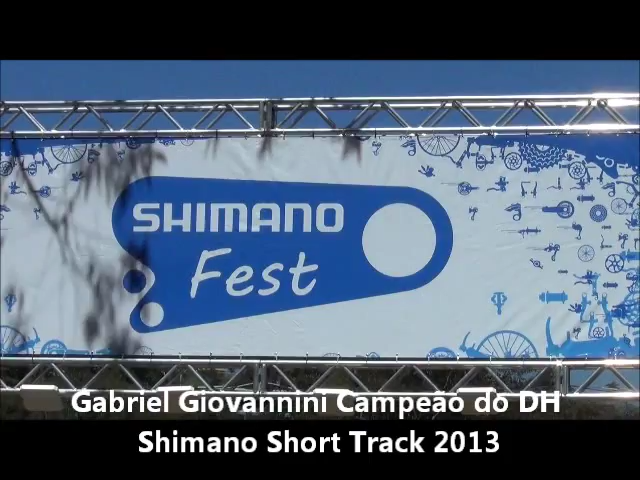 SHIMANO
Fest
Gabriel Giovannini Campeão do DH
Shimano Short Track 2013